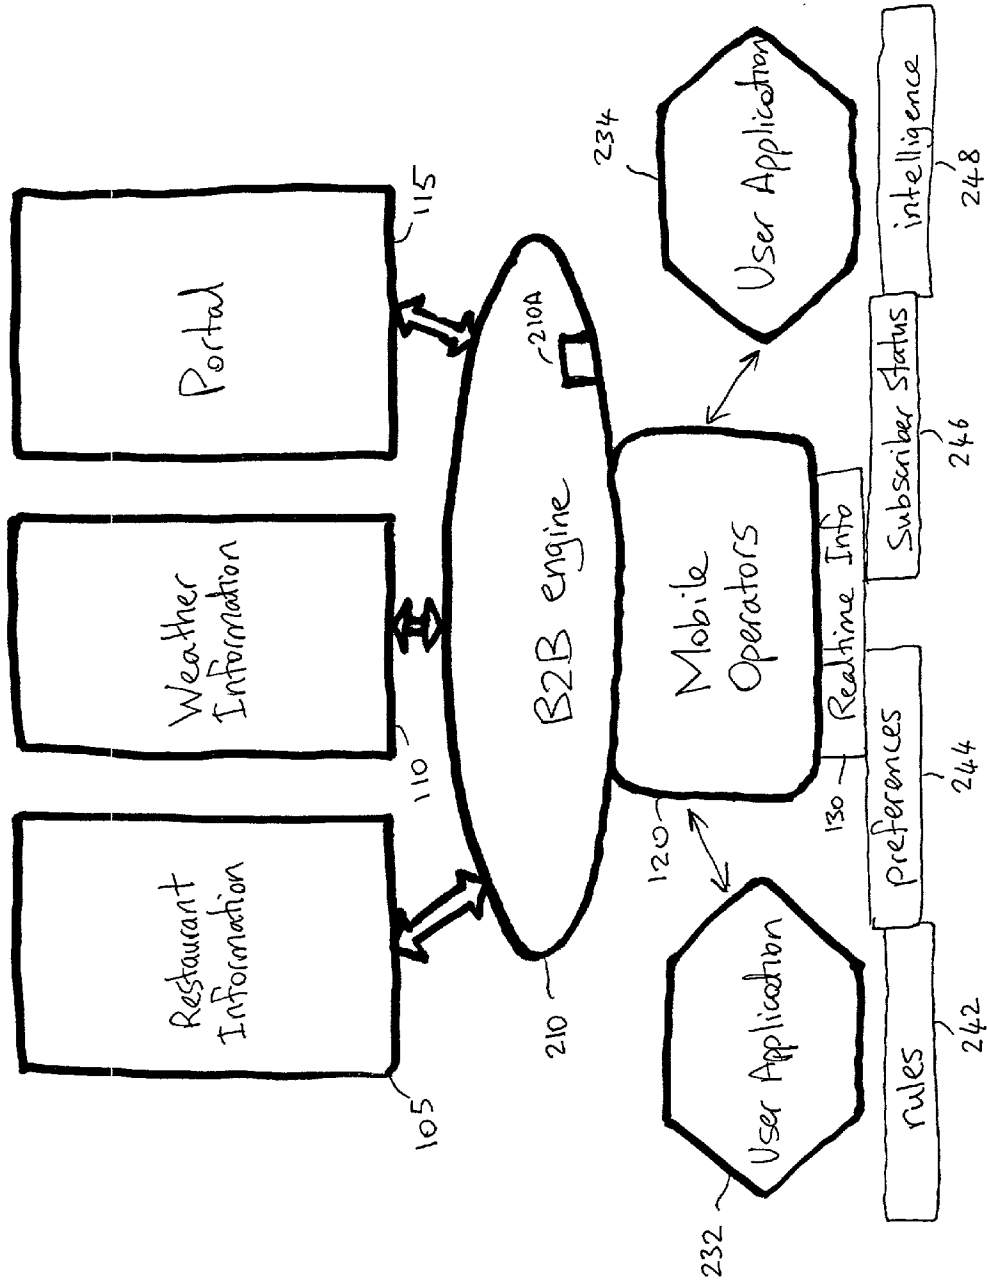 Restaurant
Information
105
Weather
Information
110
Portal
115
B2B engine
210
210A
Mobile
Operators
120
User Application
232
User Application
234
Realtime Info
130
rules
242
preferences
244
Subscriber Status
246
intelligence
248